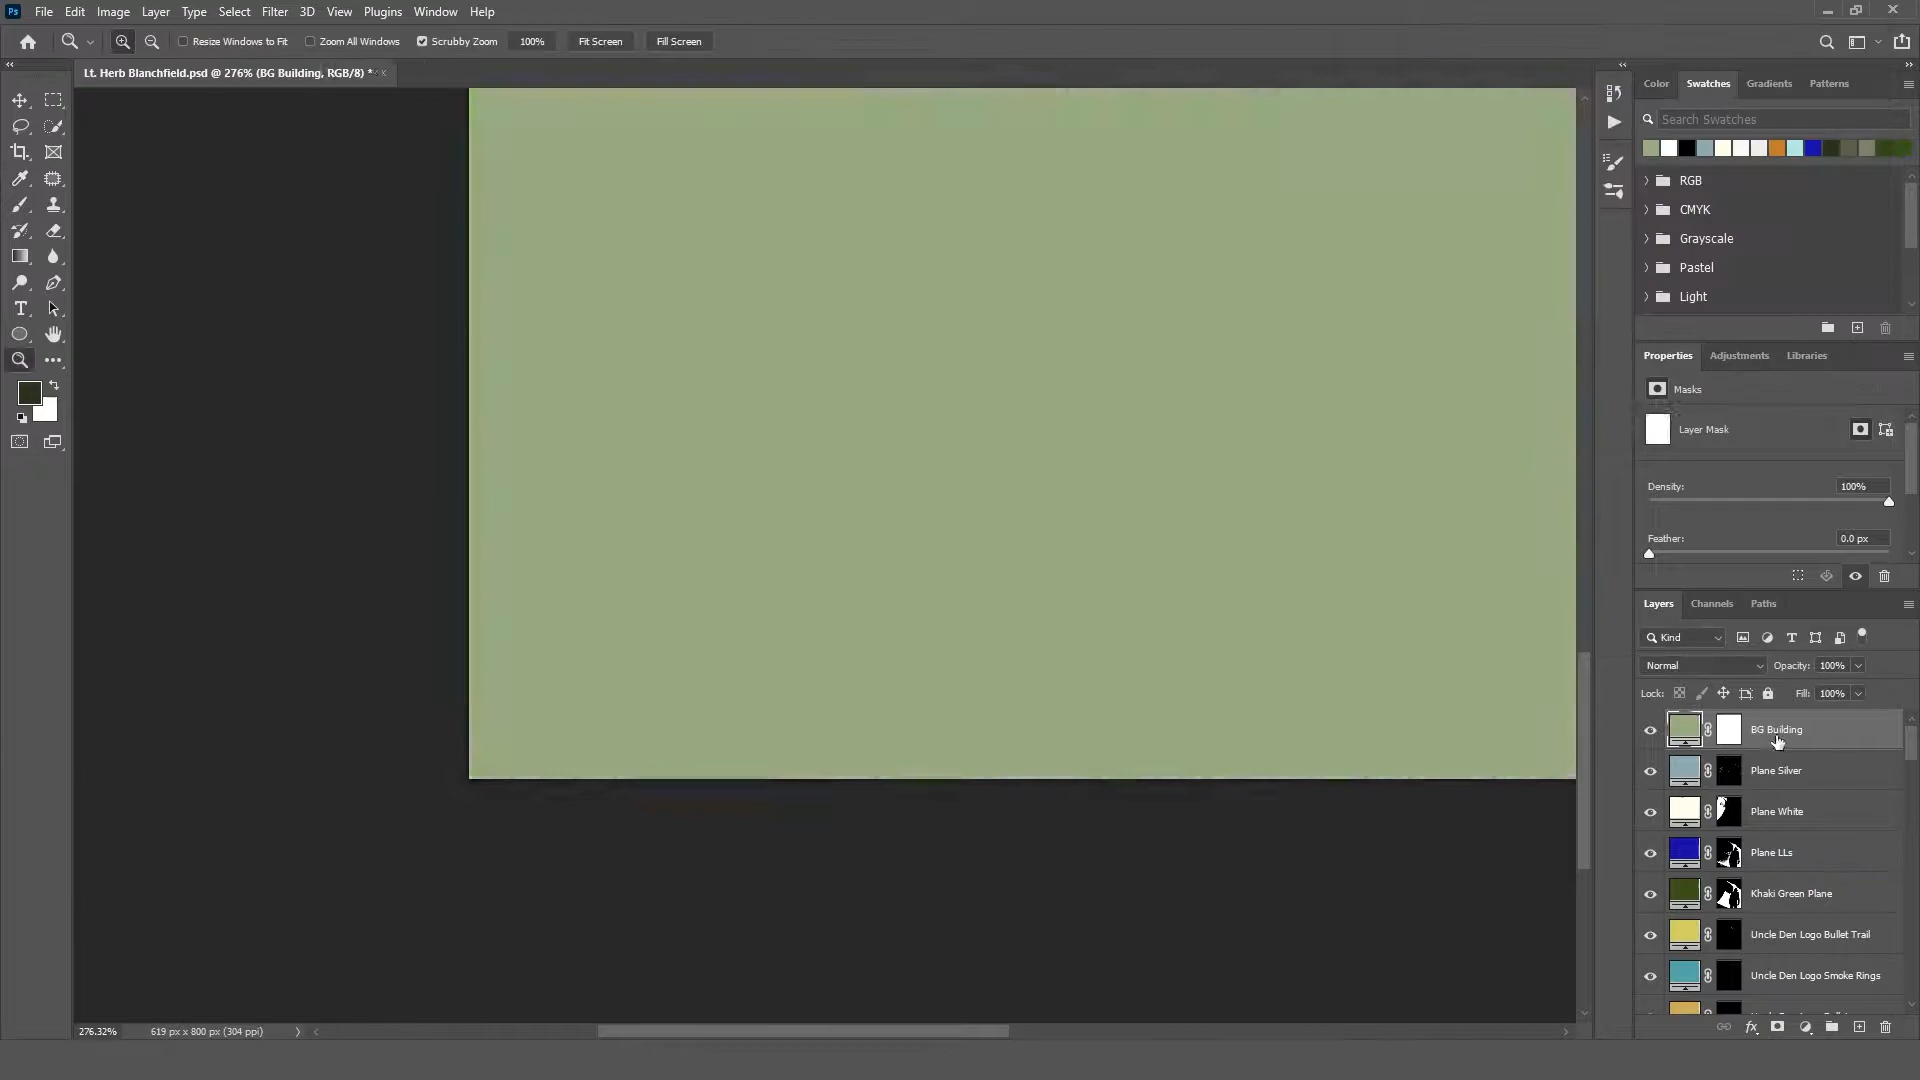 Ps File Edit Image Layer Type Select Filter 3D View Plugins Window Help
Resize Windows to Fit Zoom All Windows Scrubby Zoom 100% Fit Screen Fill Screen
Lt. Herb Blanchfield.psd @ 276% (BG Building, RGB/8) * ×
Color Swatches Gradients Patterns
Search Swatches
RGB
CMYK
Grayscale
Pastel
Light
Properties Adjustments Libraries
Masks
Layer Mask
Density: 100%
Feather: 0.0 px
Layers Channels Paths
Kind
Normal Opacity: 100%
Lock: Fill: 100%
BG Building
Plane Silver
Plane White
Plane LLs
Khaki Green Plane
Uncle Den Logo Bullet Trail
Uncle Den Logo Smoke Rings
276.32% 619 px x 800 px (304 ppi)